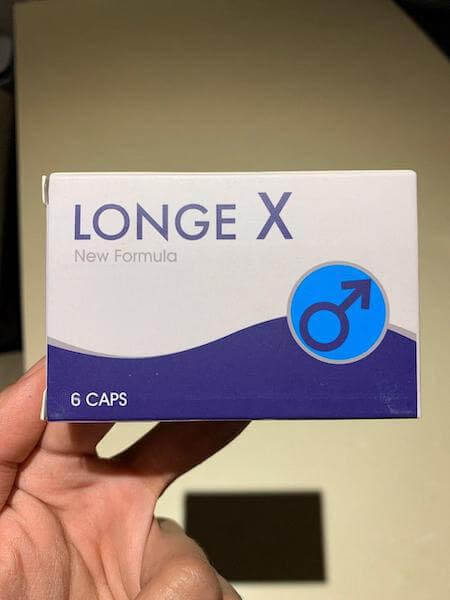 LONGE X
New Formula
6 CAPS